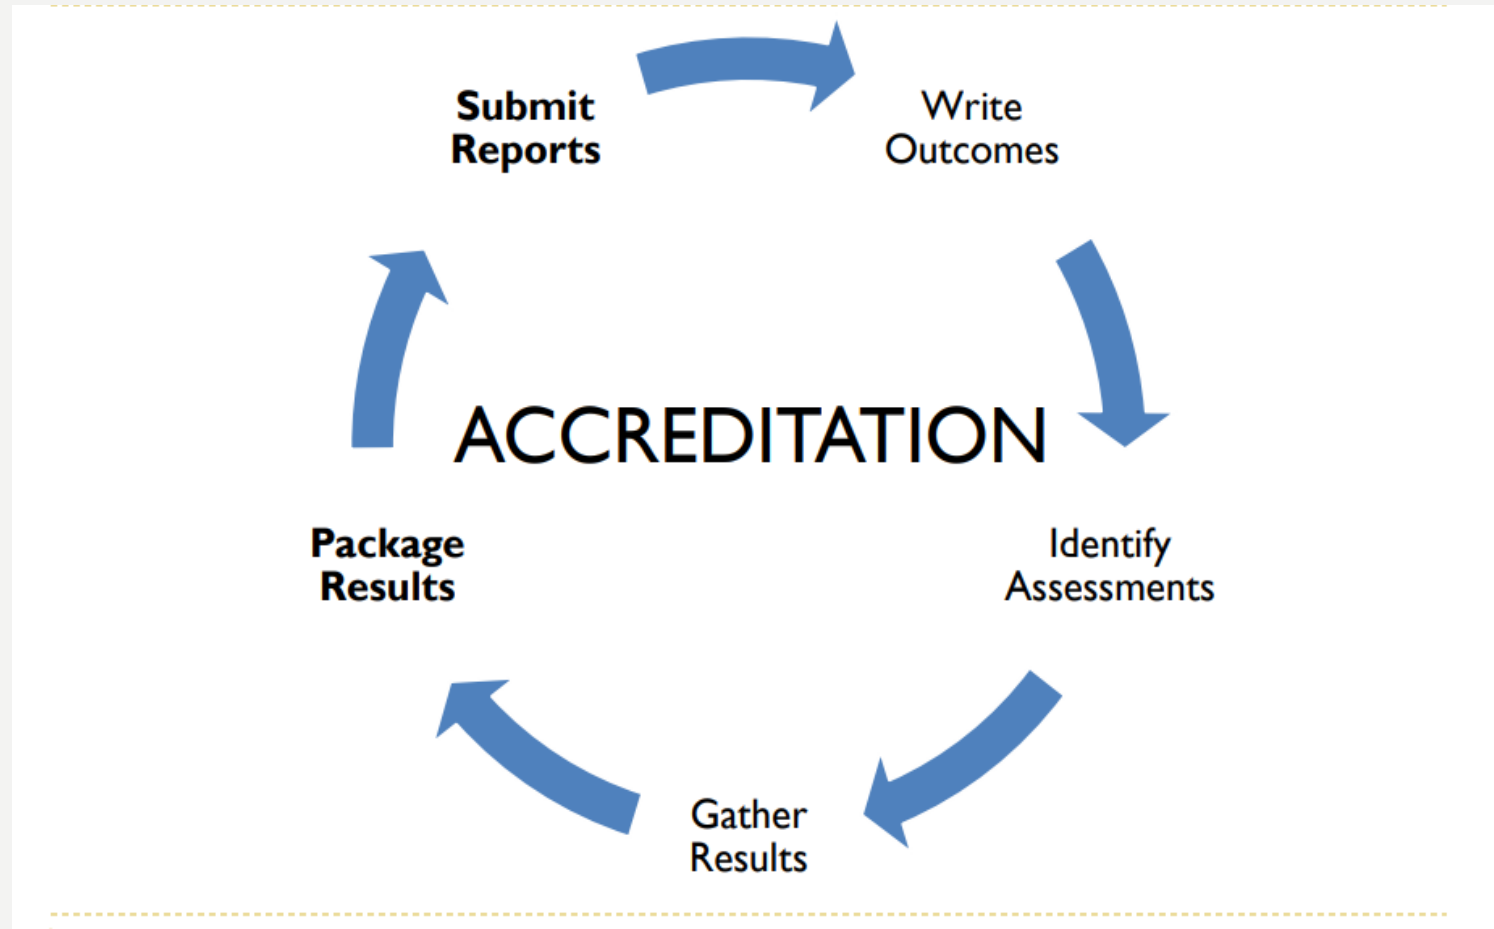 Submit
Reports
Write
Outcomes
ACCREDITATION
Package
Results
Identify
Assessments
Gather
Results